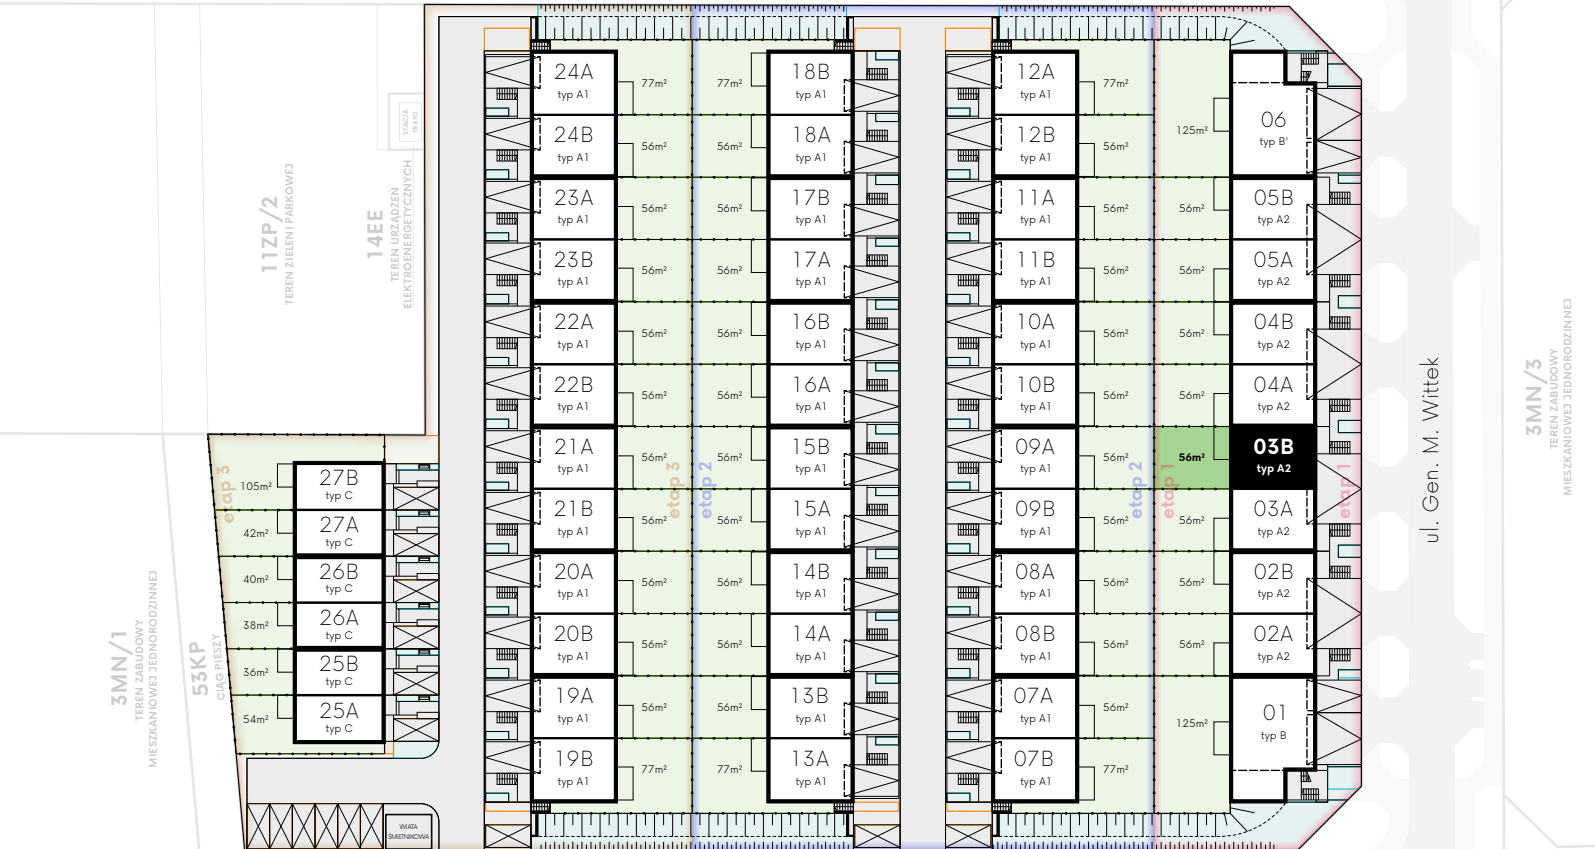 24A
typ A1
77m²
24B
typ A1
56m²
23A
typ A1
56m²
23B
typ A1
56m²
22A
typ A1
56m²
22B
typ A1
56m²
21A
typ A1
56m²
21B
typ A1
56m²
20A
typ A1
56m²
20B
typ A1
56m²
19A
typ A1
56m²
19B
typ A1
77m²
77m²
18B
typ A1
56m²
18A
typ A1
56m²
17B
typ A1
56m²
17A
typ A1
56m²
16B
typ A1
56m²
16A
typ A1
56m²
15B
typ A1
56m²
15A
typ A1
56m²
14B
typ A1
56m²
14A
typ A1
56m²
13B
typ A1
77m²
13A
typ A1
12A
typ A1
77m²
12B
typ A1
56m²
11A
typ A1
56m²
11B
typ A1
56m²
10A
typ A1
56m²
10B
typ A1
56m²
09A
typ A1
56m²
09B
typ A1
56m²
08A
typ A1
56m²
08B
typ A1
56m²
07A
typ A1
56m²
07B
typ A1
77m²
125m²
06
typ B'
56m²
05B
typ A2
56m²
05A
typ A2
56m²
04B
typ A2
56m²
04A
typ A2
56m²
03B
typ A2
56m²
03A
typ A2
56m²
02B
typ A2
56m²
02A
typ A2
125m²
01
typ B
105m²
27B
typ C
42m²
27A
typ C
40m²
26B
typ C
38m²
26A
typ C
36m²
25B
typ C
54m²
25A
typ C
etap 3
etap 3
etap 2
etap 2
etap 1
etap 1
ul. Gen. M. Wittek
11ZP/2
TEREN ZIELENI PARKOWEJ
14EE
TEREN URZĄDZEŃ
ELEKTROENERGETYCZNYCH
STACJA
TRAFO
3MN/1
TEREN ZABUDOWY
MIESZKANIOWEJ JEDNORODZINNEJ
53KP
CIĄG PIESZY
3MN/3
TEREN ZABUDOWY
MIESZKANIOWEJ JEDNORODZINNEJ
WIATA
ŚMIETNIKOWA